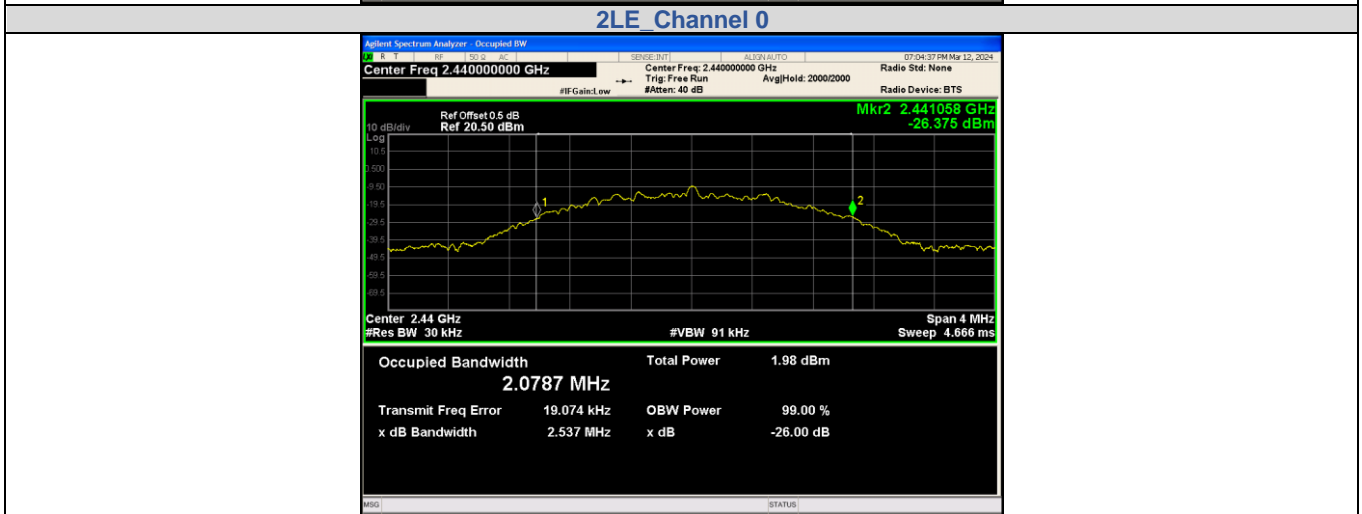 2LE_Channel 0
Agilent Spectrum Analyzer - Occupied BW
R T RF 50 Ω AC SENSE:INT ALIGN AUTO 07:04:37 PM Mar 12, 2024
Center Freq 2.440000000 GHz Center Freq: 2.440000000 GHz Radio Std: None
Trig: Free Run Avg|Hold: 2000/2000
#IFGain:Low #Atten: 40 dB Radio Device: BTS
Mkr2 2.441058 GHz
Ref Offset 0.5 dB -26.375 dBm
10 dB/div Ref 20.50 dBm
Log
10.5
0.500
-9.50
-19.5
1 2
-29.5
-39.5
-49.5
-59.5
-69.5
Center 2.44 GHz Span 4 MHz
#Res BW 30 kHz #VBW 91 kHz Sweep 4.666 ms
Occupied Bandwidth Total Power 1.98 dBm
2.0787 MHz
Transmit Freq Error 19.074 kHz OBW Power 99.00 %
x dB Bandwidth 2.537 MHz x dB -26.00 dB
MSG STATUS